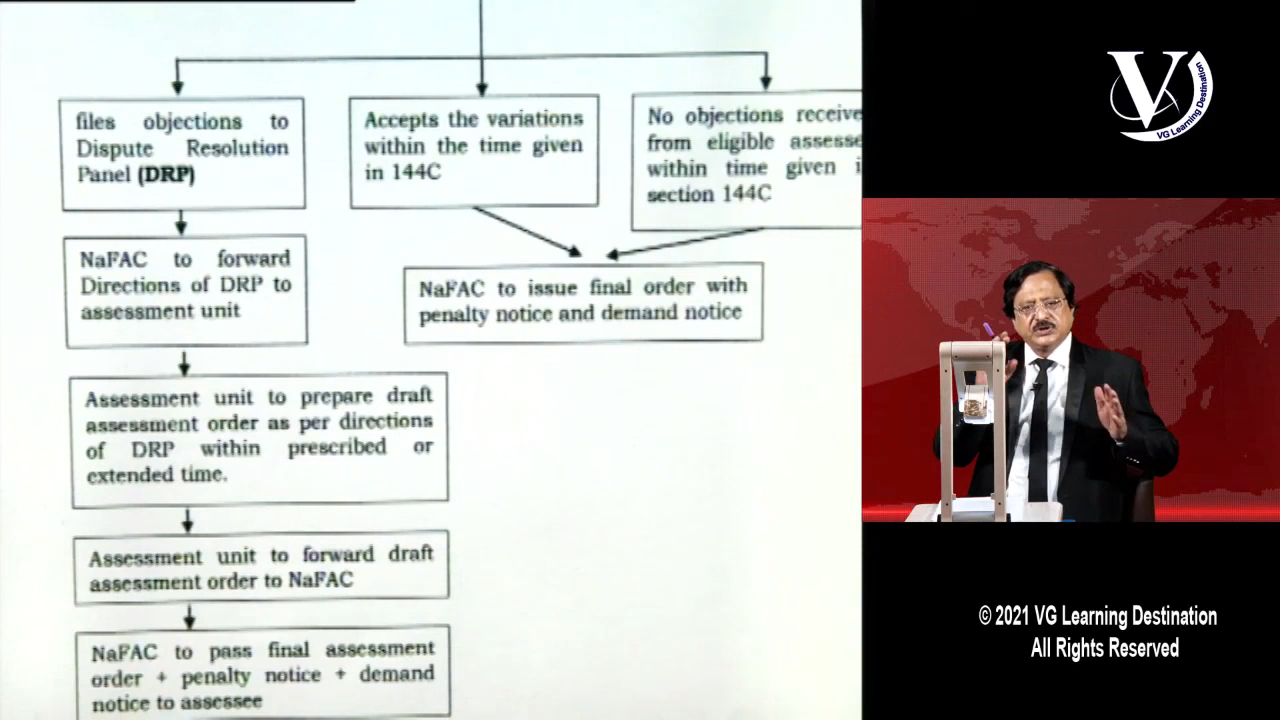 files objections to
Dispute Resolution
Panel (DRP)
Accepts the variations
within the time given
in 144C
No objections receive
from eligible assesse
within time given i
section 144C
NaFAC to forward
Directions of DRP to
assessment unit
NaFAC to issue final order with
penalty notice and demand notice
Assessment unit to prepare draft
assessment order as per directions
of DRP within prescribed or
extended time.
Assessment unit to forward draft
assessment order to NaFAC
NaFAC to pass final assessment
order + penalty notice + demand
notice to assessee
V
VG Learning Destination
© 2021 VG Learning Destination
All Rights Reserved